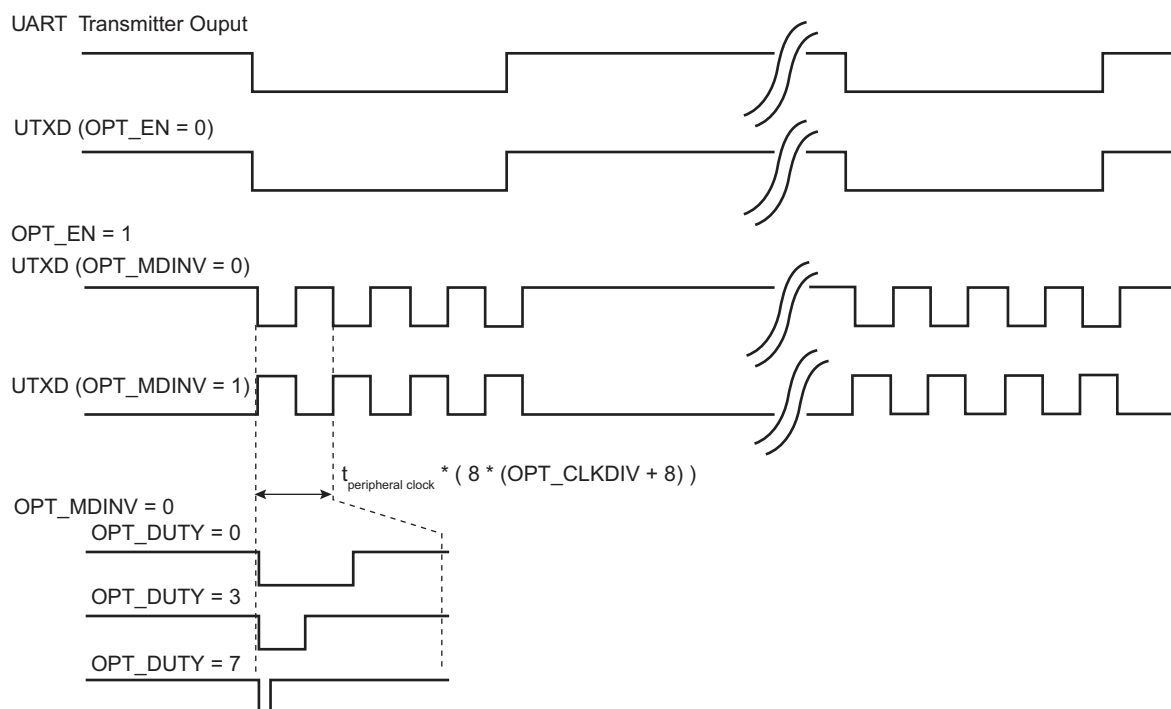 UART Transmitter Ouput
UTXD (OPT_EN = 0)
OPT_EN = 1
UTXD (OPT_MDINV = 0)
UTXD (OPT_MDINV = 1)
t peripheral clock * ( 8 * (OPT_CLKDIV + 8) )
OPT_MDINV = 0
OPT_DUTY = 0
OPT_DUTY = 3
OPT_DUTY = 7